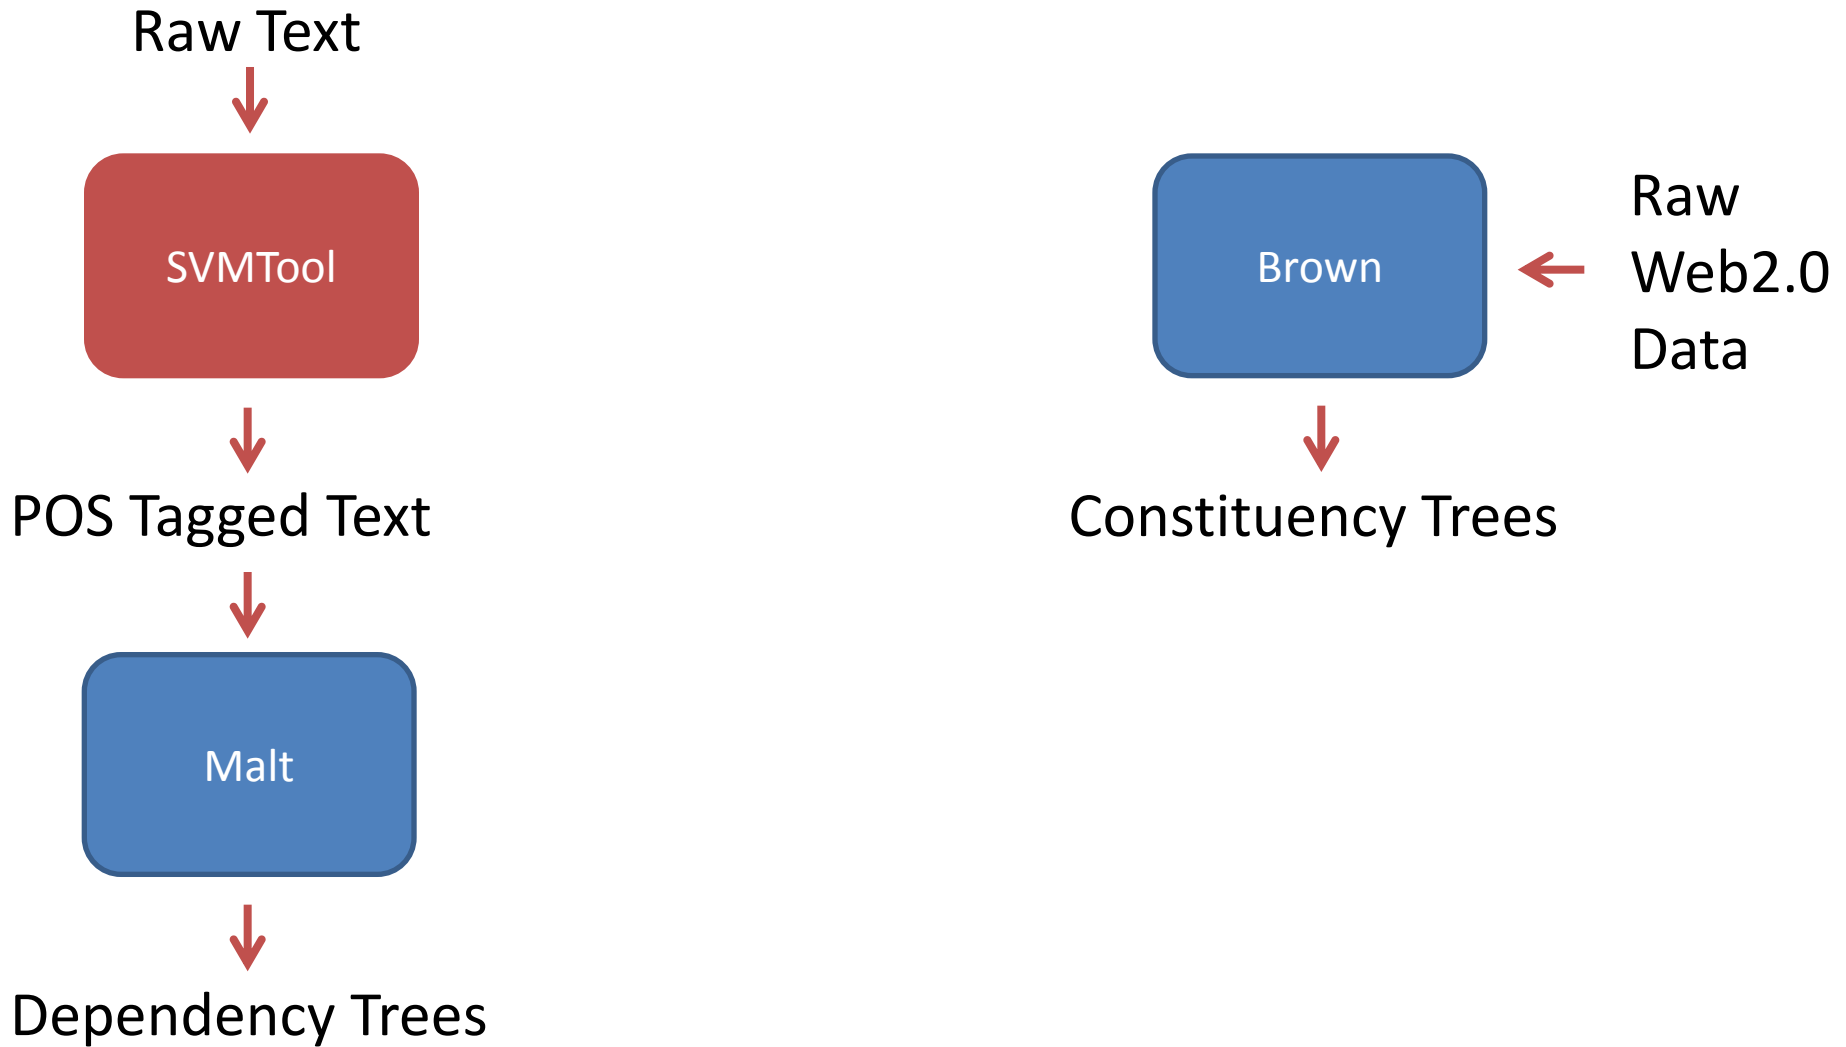 Raw Text
SVMTool
POS Tagged Text
Malt
Dependency Trees
Brown
Raw
Web2.0
Data
Constituency Trees